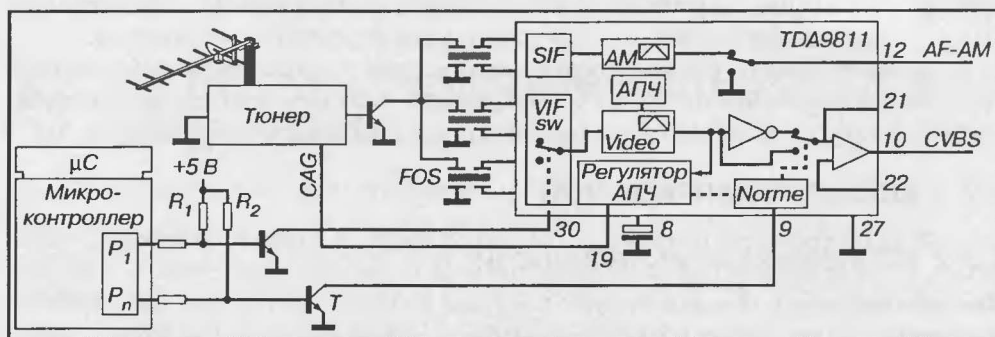 TDA9811
SIF
AM
12
AF-AM
АПЧ
21
Тюнер
VIF
sw
Video
10
CVBS
µC
+5 В
CAG
FOS
Регулятор
АПЧ
Norme
22
Микро-
контроллер
R1
R2
30
8
9
27
19
P1
Pn
T